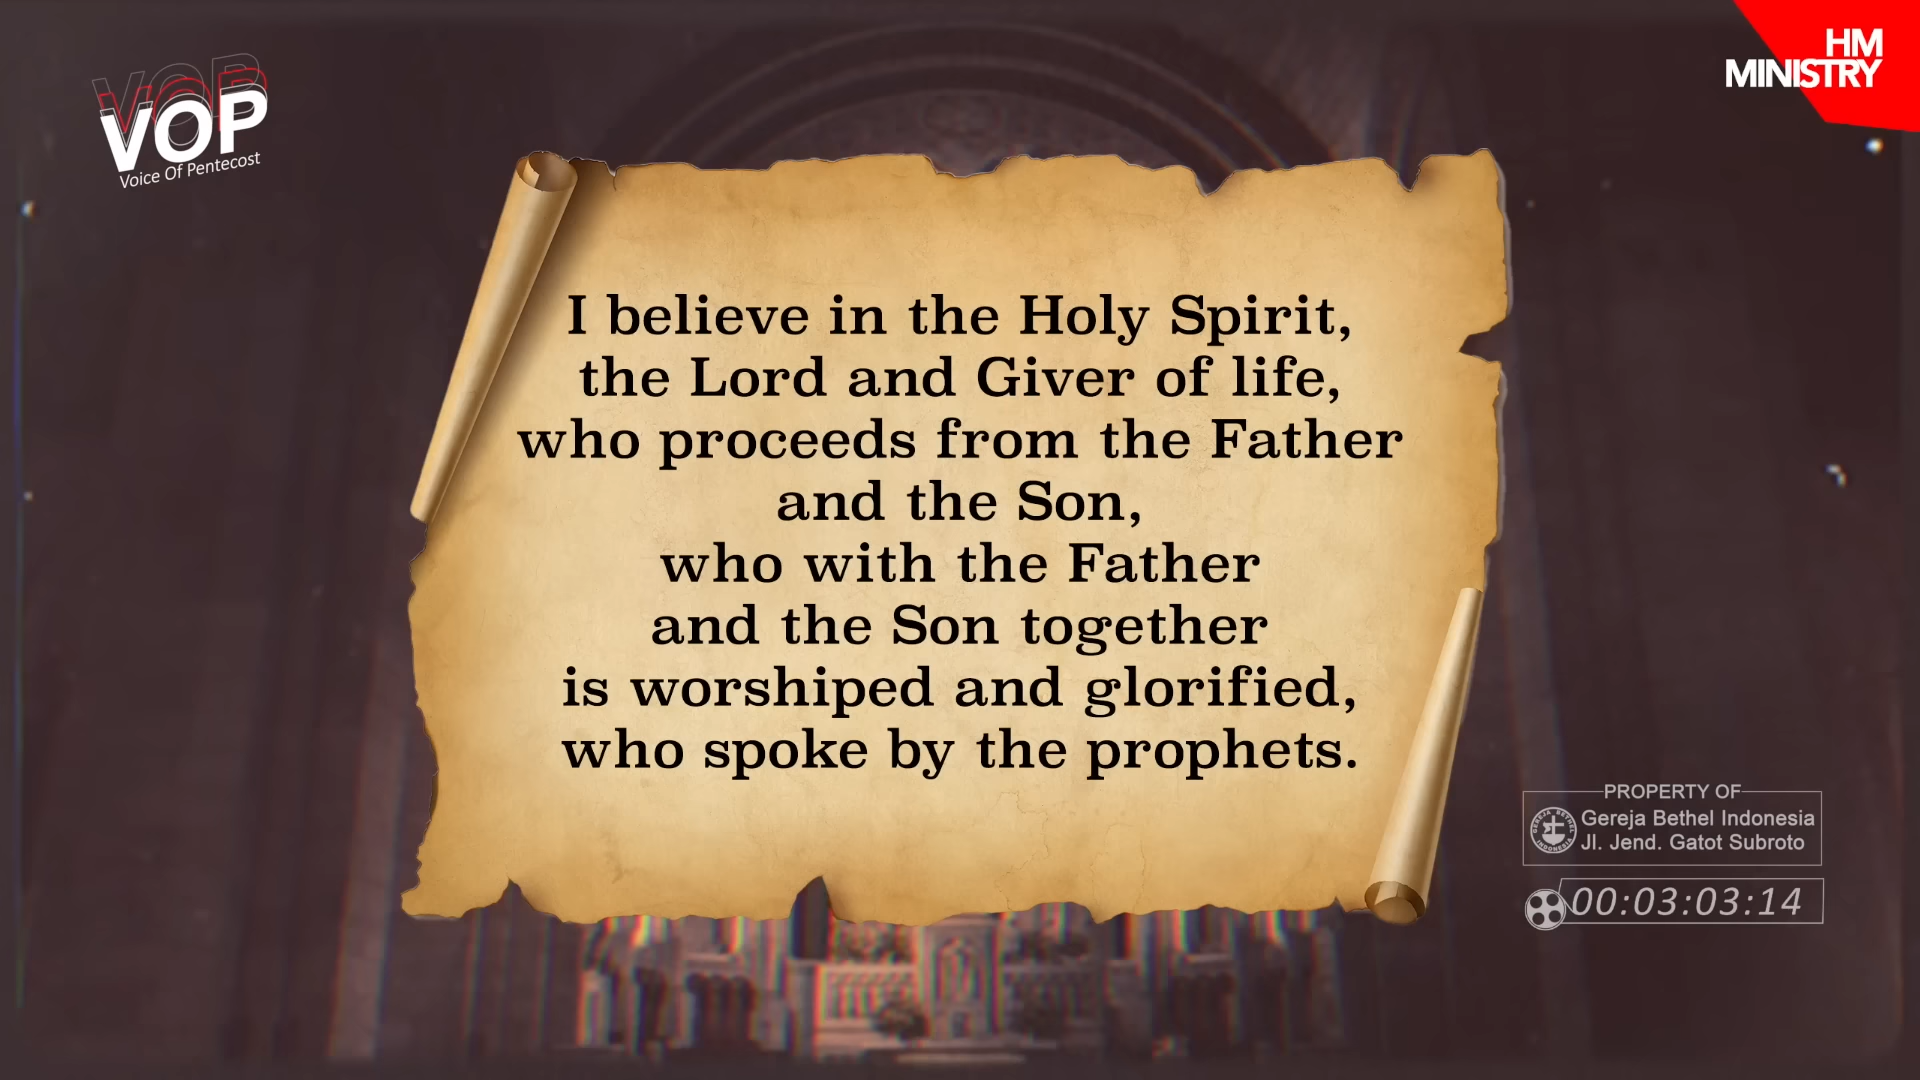 VOP
Voice Of Pentecost
HM
MINISTRY
I believe in the Holy Spirit,
the Lord and Giver of life,
who proceeds from the Father
and the Son,
who with the Father
and the Son together
is worshiped and glorified,
who spoke by the prophets.
PROPERTY OF
Gereja Bethel Indonesia
Jl. Jend. Gatot Subroto
00:03:03:14